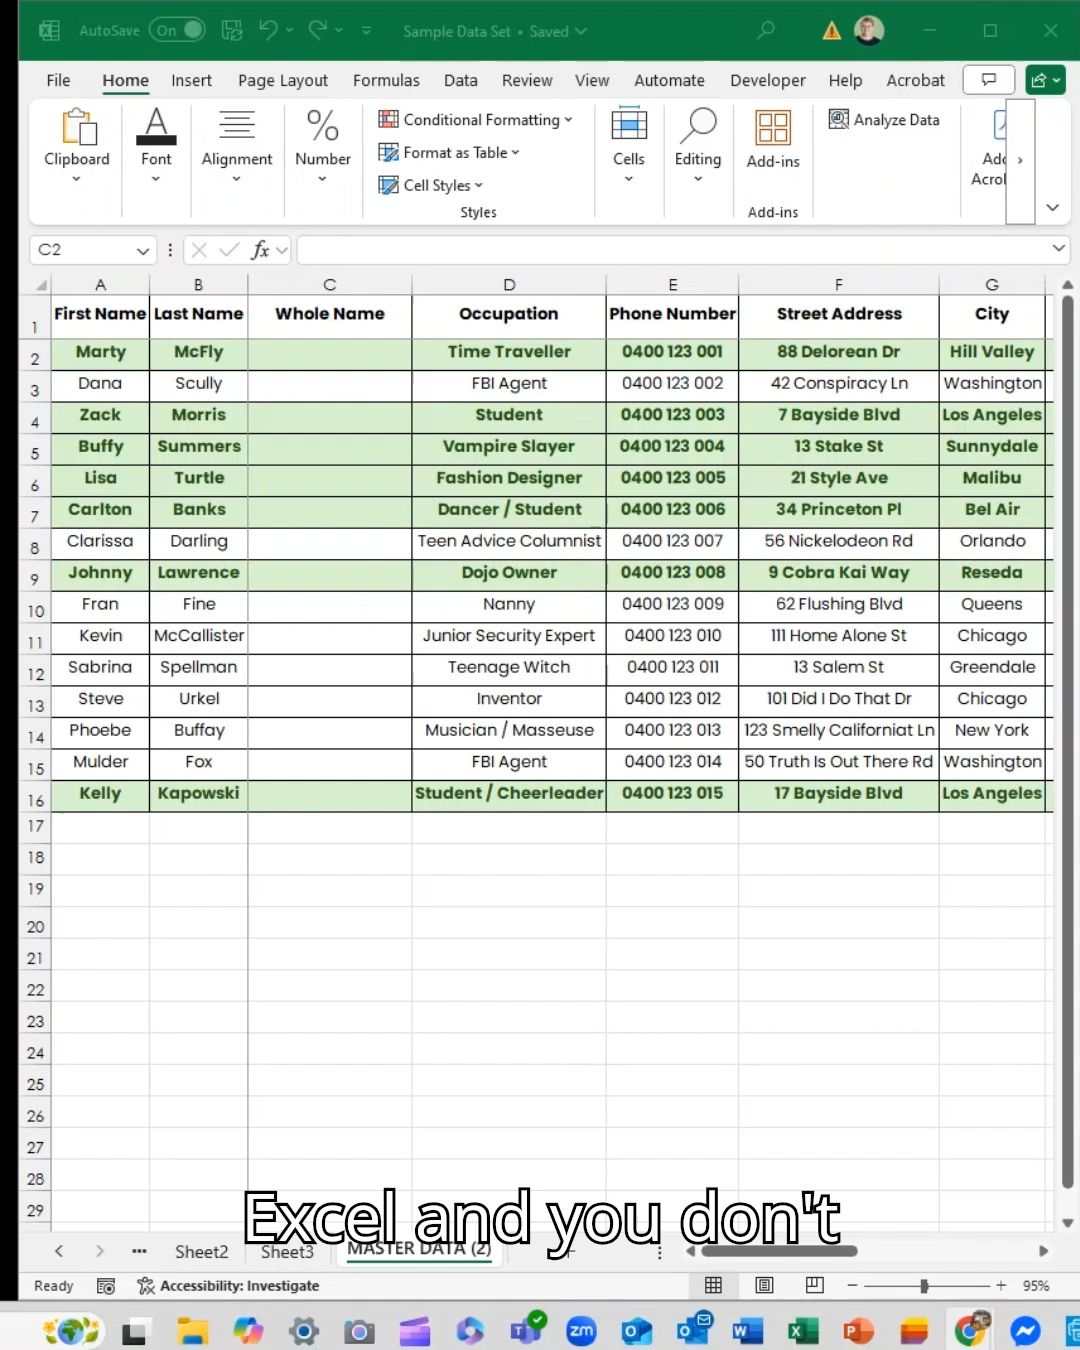 AutoSave On Sample Data Set • Saved
File Home Insert Page Layout Formulas Data Review View Automate Developer Help Acrobat
Clipboard Font Alignment Number Conditional Formatting Format as Table Cell Styles Cells Editing Add-ins Analyze Data
Styles Add-ins
C2 fx
A B C D E F G
1 First Name Last Name Whole Name Occupation Phone Number Street Address City
2 Marty McFly Time Traveller 0400 123 001 88 Delorean Dr Hill Valley
3 Dana Scully FBI Agent 0400 123 002 42 Conspiracy Ln Washington
4 Zack Morris Student 0400 123 003 7 Bayside Blvd Los Angeles
5 Buffy Summers Vampire Slayer 0400 123 004 13 Stake St Sunnydale
6 Lisa Turtle Fashion Designer 0400 123 005 21 Style Ave Malibu
7 Carlton Banks Dancer / Student 0400 123 006 34 Princeton Pl Bel Air
8 Clarissa Darling Teen Advice Columnist 0400 123 007 56 Nickelodeon Rd Orlando
9 Johnny Lawrence Dojo Owner 0400 123 008 9 Cobra Kai Way Reseda
10 Fran Fine Nanny 0400 123 009 62 Flushing Blvd Queens
11 Kevin McCallister Junior Security Expert 0400 123 010 111 Home Alone St Chicago
12 Sabrina Spellman Teenage Witch 0400 123 011 13 Salem St Greendale
13 Steve Urkel Inventor 0400 123 012 101 Did I Do That Dr Chicago
14 Phoebe Buffay Musician / Masseuse 0400 123 013 123 Smelly Californiat Ln New York
15 Mulder Fox FBI Agent 0400 123 014 50 Truth Is Out There Rd Washington
16 Kelly Kapowski Student / Cheerleader 0400 123 015 17 Bayside Blvd Los Angeles
17
18
19
20
21
22
23
24
25
26
27
28
29
Excel and you don't
Sheet2 Sheet3 MASTER DATA (2)
Ready Accessibility: Investigate 95%
zm